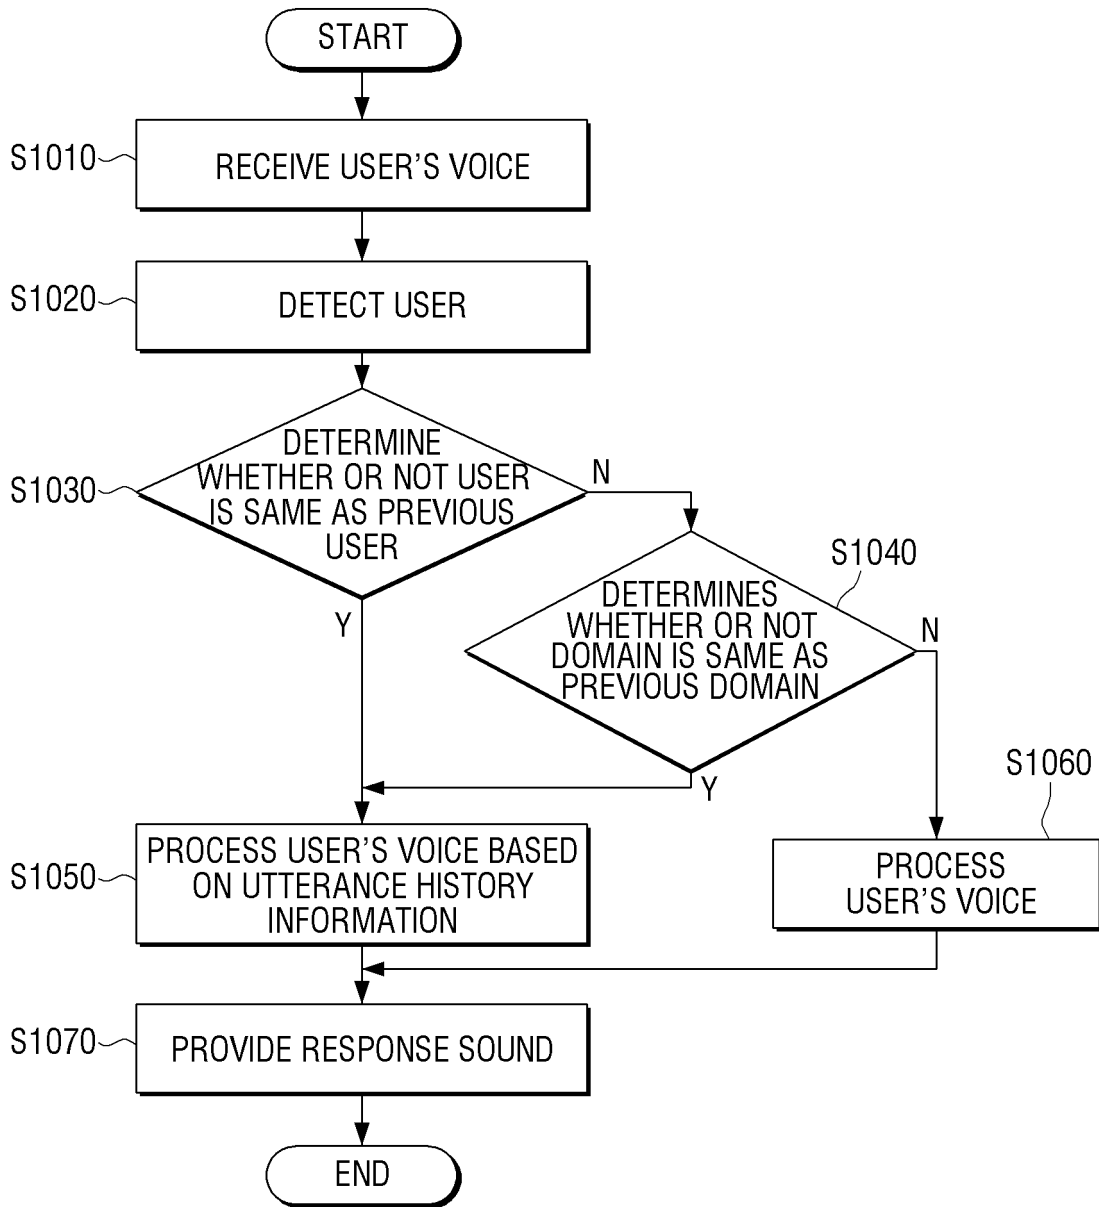 START
S1010
RECEIVE USER'S VOICE
S1020
DETECT USER
S1030
DETERMINE
WHETHER OR NOT USER
IS SAME AS PREVIOUS
USER
N
Y
S1040
DETERMINES
WHETHER OR NOT
DOMAIN IS SAME AS
PREVIOUS DOMAIN
N
Y
S1050
PROCESS USER'S VOICE BASED
ON UTTERANCE HISTORY
INFORMATION
S1060
PROCESS
USER'S VOICE
S1070
PROVIDE RESPONSE SOUND
END